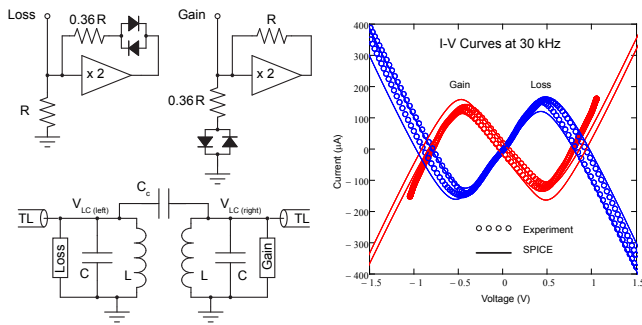 Loss
0.36 R
x 2
R
Gain
R
x 2
0.36 R
C_c
TL
V_LC (left)
V_LC (right)
TL
Loss
C
L
L
C
Gain
I-V Curves at 30 kHz
Gain
Loss
Experiment
SPICE
Current (μA)
400
300
200
100
0
− 100
− 200
− 300
− 400
− 1.5
− 1
− 0.5
0
0.5
1
1.5
Voltage (V)